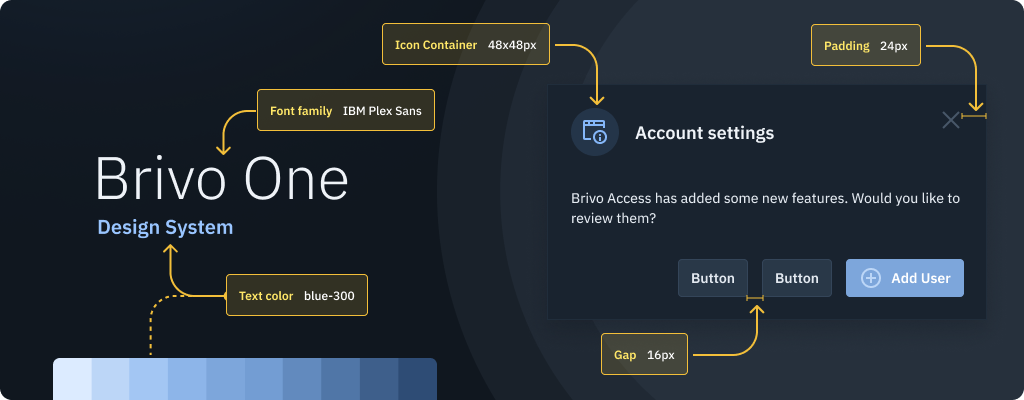 Icon Container 48x48px
Padding 24px
Font family IBM Plex Sans
Brivo One
Design System
Text color blue-300
Account settings
Brivo Access has added some new features. Would you like to
review them?
Button
Button
Add User
Gap 16px